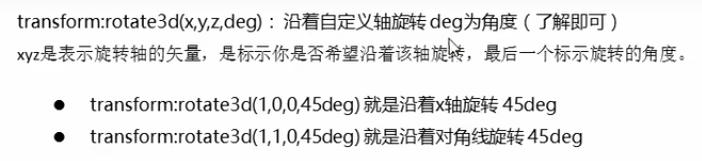 transform:rotate3d(x,y,z,deg)：沿着自定义轴旋转 deg为角度（了解即可）
xyz是表示旋转轴的矢量，是标示你是否希望沿着该轴旋转，最后一个标示旋转的角度。
● transform:rotate3d(1,0,0,45deg) 就是沿着x轴旋转 45deg
● transform:rotate3d(1,1,0,45deg) 就是沿着对角线旋转 45deg